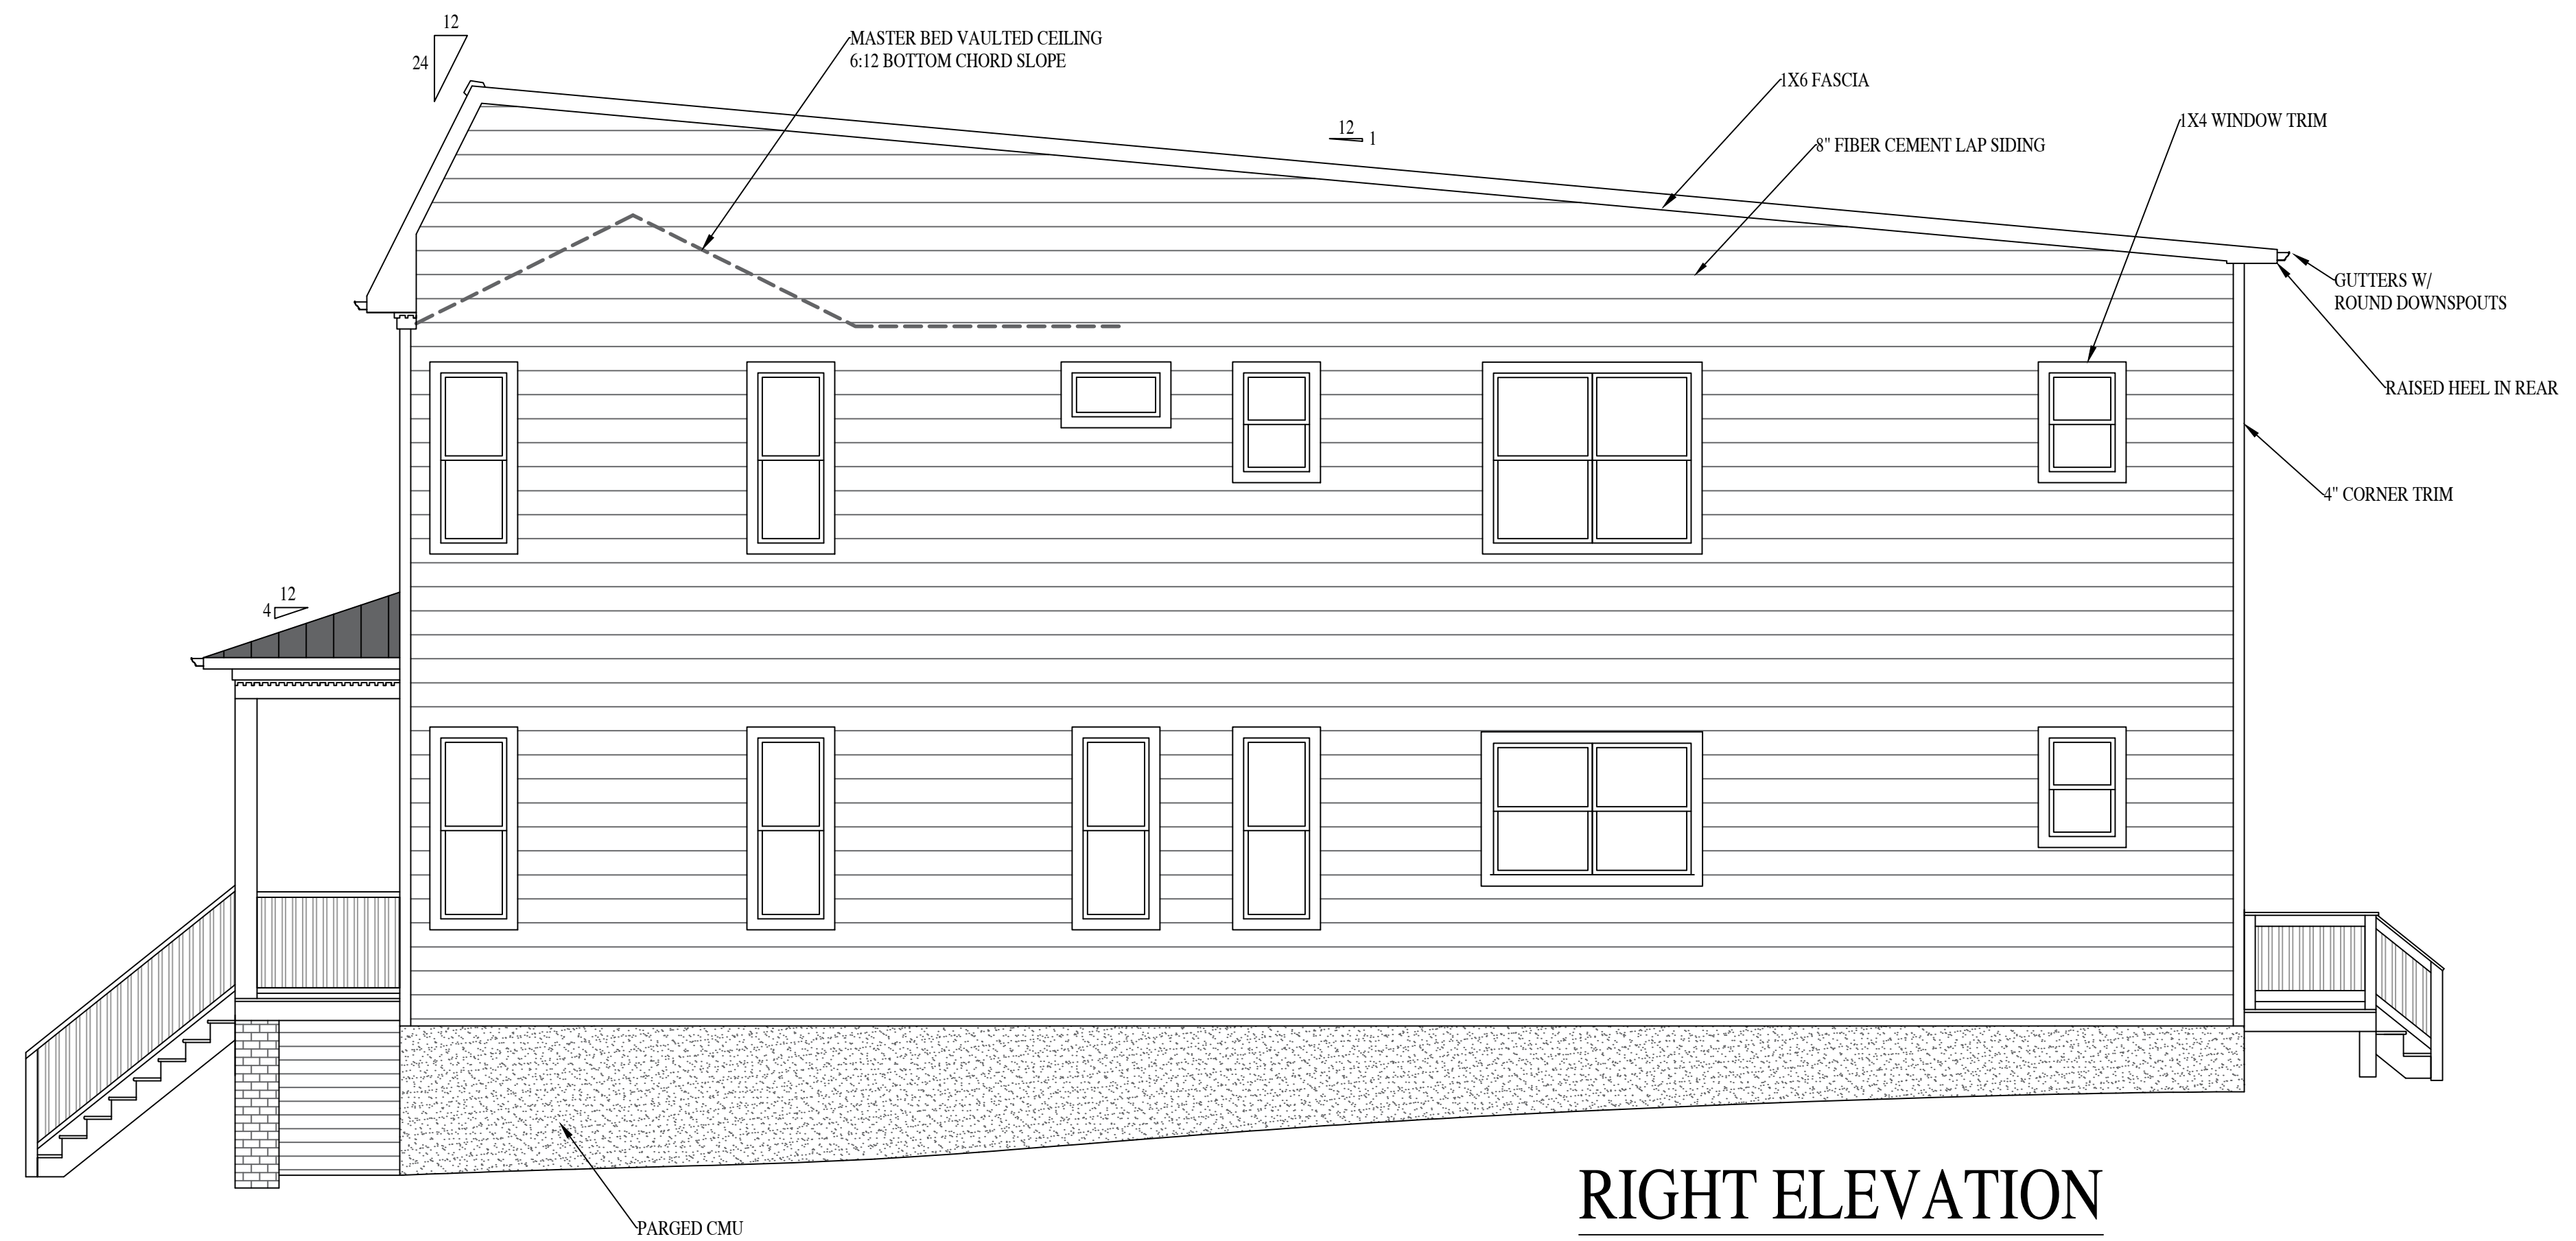 12
24
MASTER BED VAULTED CEILING
6:12 BOTTOM CHORD SLOPE
1X6 FASCIA
12
1
8" FIBER CEMENT LAP SIDING
1X4 WINDOW TRIM
GUTTERS W/
ROUND DOWNSPOUTS
RAISED HEEL IN REAR
4" CORNER TRIM
12
4
PARGED CMU
RIGHT ELEVATION